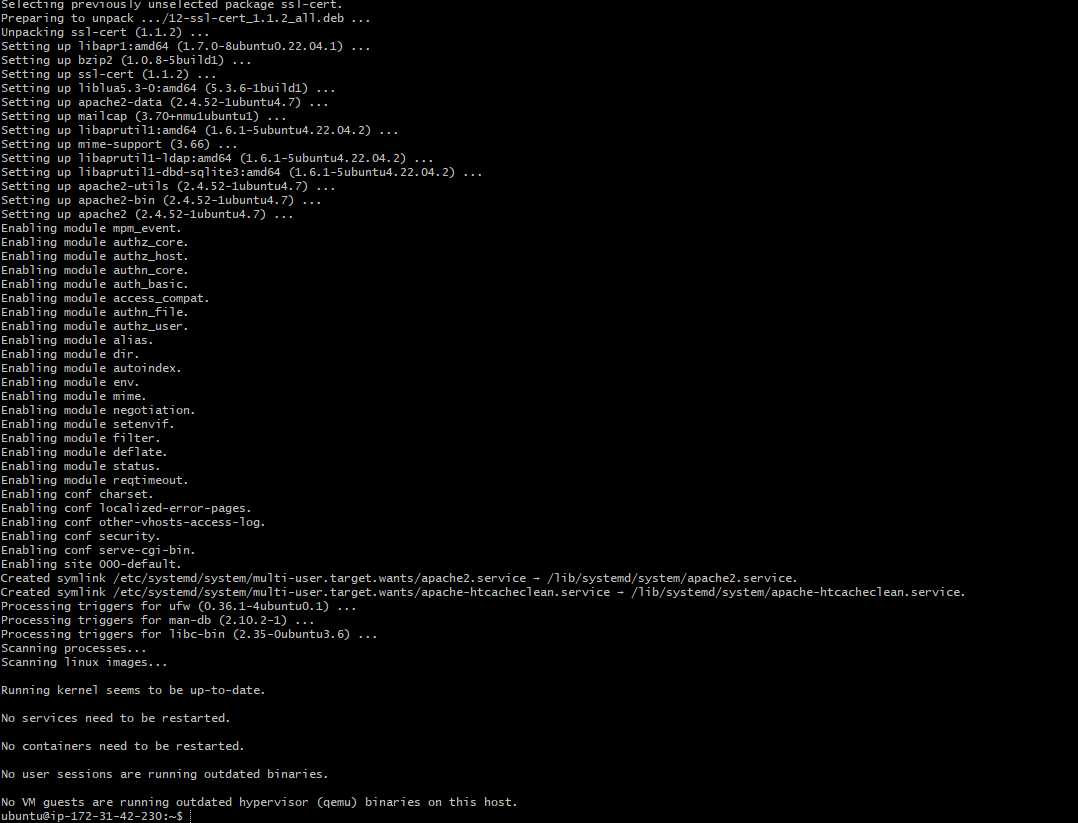 Selecting previously unselected package ssl-cert.
Preparing to unpack .../12-ssl-cert_1.1.2_all.deb ...
Unpacking ssl-cert (1.1.2) ...
Setting up libapr1:amd64 (1.7.0-8ubuntu0.22.04.1) ...
Setting up bzip2 (1.0.8-5build1) ...
Setting up ssl-cert (1.1.2) ...
Setting up liblua5.3-0:amd64 (5.3.6-1build1) ...
Setting up apache2-data (2.4.52-1ubuntu4.7) ...
Setting up mailcap (3.70+nmu1ubuntu1) ...
Setting up libaprutil1:amd64 (1.6.1-5ubuntu4.22.04.2) ...
Setting up mime-support (3.66) ...
Setting up libaprutil1-ldap:amd64 (1.6.1-5ubuntu4.22.04.2) ...
Setting up libaprutil1-dbd-sqlite3:amd64 (1.6.1-5ubuntu4.22.04.2) ...
Setting up apache2-utils (2.4.52-1ubuntu4.7) ...
Setting up apache2-bin (2.4.52-1ubuntu4.7) ...
Setting up apache2 (2.4.52-1ubuntu4.7) ...
Enabling module mpm_event.
Enabling module authz_core.
Enabling module authz_host.
Enabling module authn_core.
Enabling module auth_basic.
Enabling module access_compat.
Enabling module authn_file.
Enabling module authz_user.
Enabling module alias.
Enabling module dir.
Enabling module autoindex.
Enabling module env.
Enabling module mime.
Enabling module negotiation.
Enabling module setenvif.
Enabling module filter.
Enabling module deflate.
Enabling module status.
Enabling module reqtimeout.
Enabling conf charset.
Enabling conf localized-error-pages.
Enabling conf other-vhosts-access-log.
Enabling conf security.
Enabling conf serve-cgi-bin.
Enabling site 000-default.
Created symlink /etc/systemd/system/multi-user.target.wants/apache2.service → /lib/systemd/system/apache2.service.
Created symlink /etc/systemd/system/multi-user.target.wants/apache-htcacheclean.service → /lib/systemd/system/apache-htcacheclean.service.
Processing triggers for ufw (0.36.1-4ubuntu0.1) ...
Processing triggers for man-db (2.10.2-1) ...
Processing triggers for libc-bin (2.35-0ubuntu3.6) ...
Scanning processes...
Scanning linux images...
Running kernel seems to be up-to-date.
No services need to be restarted.
No containers need to be restarted.
No user sessions are running outdated binaries.
No VM guests are running outdated hypervisor (qemu) binaries on this host.
ubuntu@ip-172-31-42-230:~$